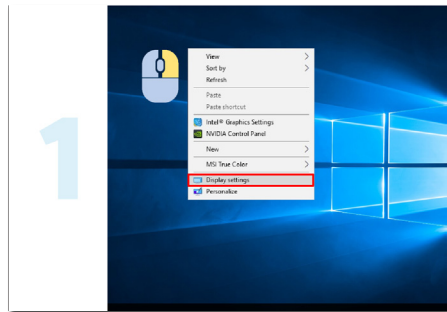 1
View
Sort by
Refresh
Paste
Paste shortcut
Intel® Graphics Settings
NVIDIA Control Panel
New
MSI True Color
Display settings
Personalize